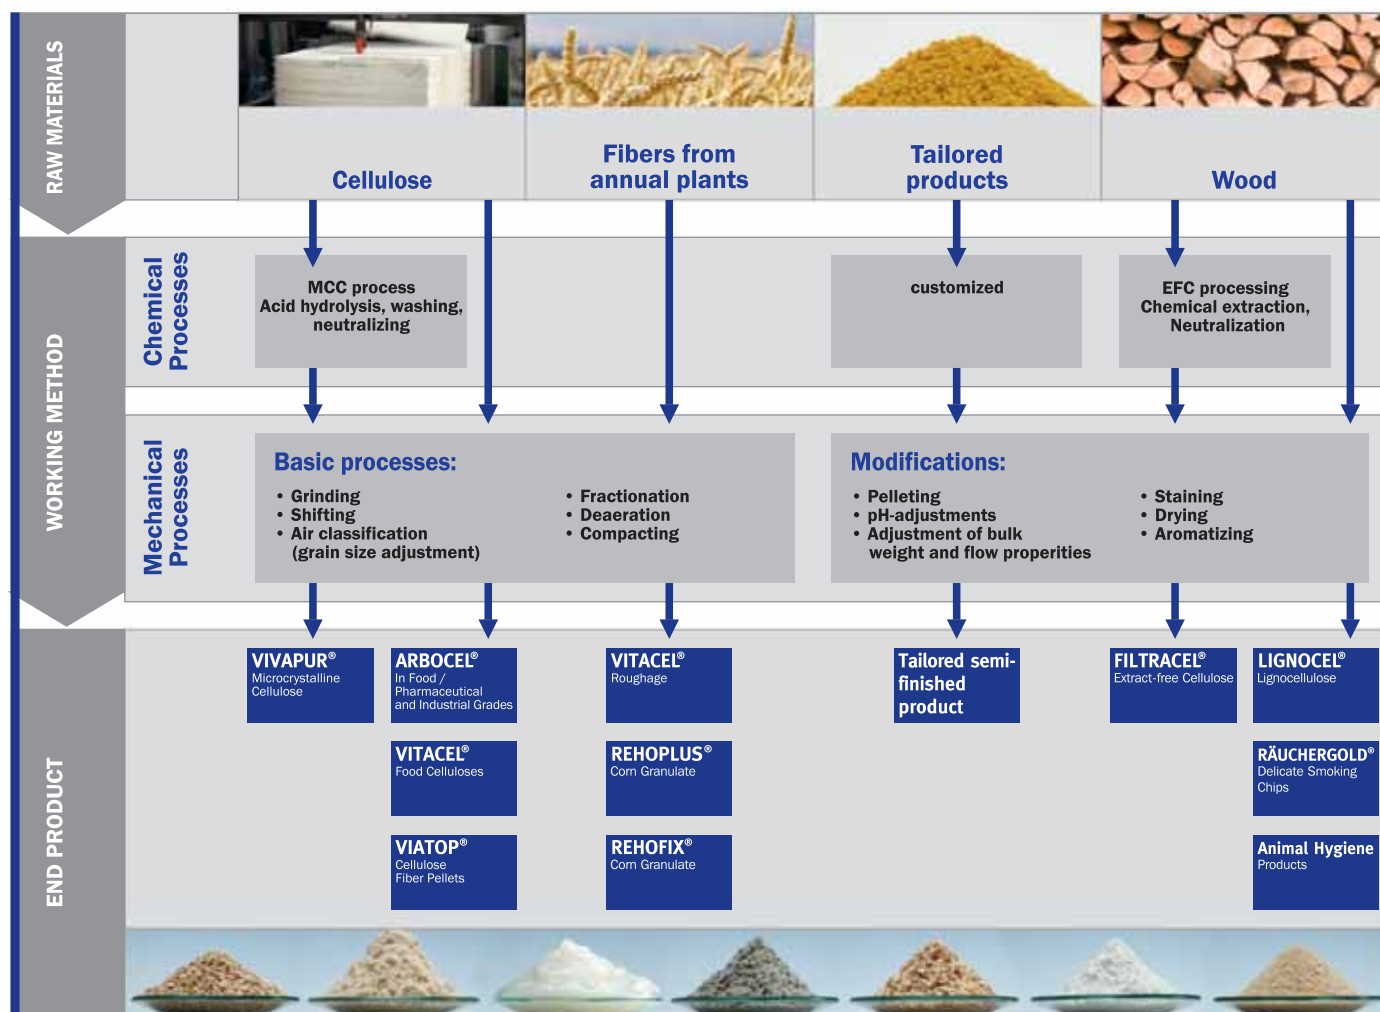 RAW MATERIALS
Cellulose
Fibers from
annual plants
Tailored
products
Wood
WORKING METHOD
Chemical
Processes
MCC process
Acid hydrolysis, washing,
neutralizing
customized
EFC processing
Chemical extraction,
Neutralization
Mechanical
Processes
Basic processes:
• Grinding
• Shifting
• Air classification
(grain size adjustment)
• Fractionation
• Deaeration
• Compacting
Modifications:
• Pelleting
• pH-adjustments
• Adjustment of bulk
weight and flow properities
• Staining
• Drying
• Aromatizing
END PRODUCT
VIVAPUR®
Microcrystalline
Cellulose
ARBOCEL®
In Food /
Pharmaceutical
and Industrial Grades
VITACEL®
Roughage
Tailored semi-
finished
product
FILTRACEL®
Extract-free Cellulose
LIGNOCEL®
Lignocellulose
VITACEL®
Food Celluloses
REHOPLUS®
Corn Granulate
RÄUCHERGOLD®
Delicate Smoking
Chips
VIATOP®
Cellulose
Fiber Pellets
REHOFIX®
Corn Granulate
Animal Hygiene
Products